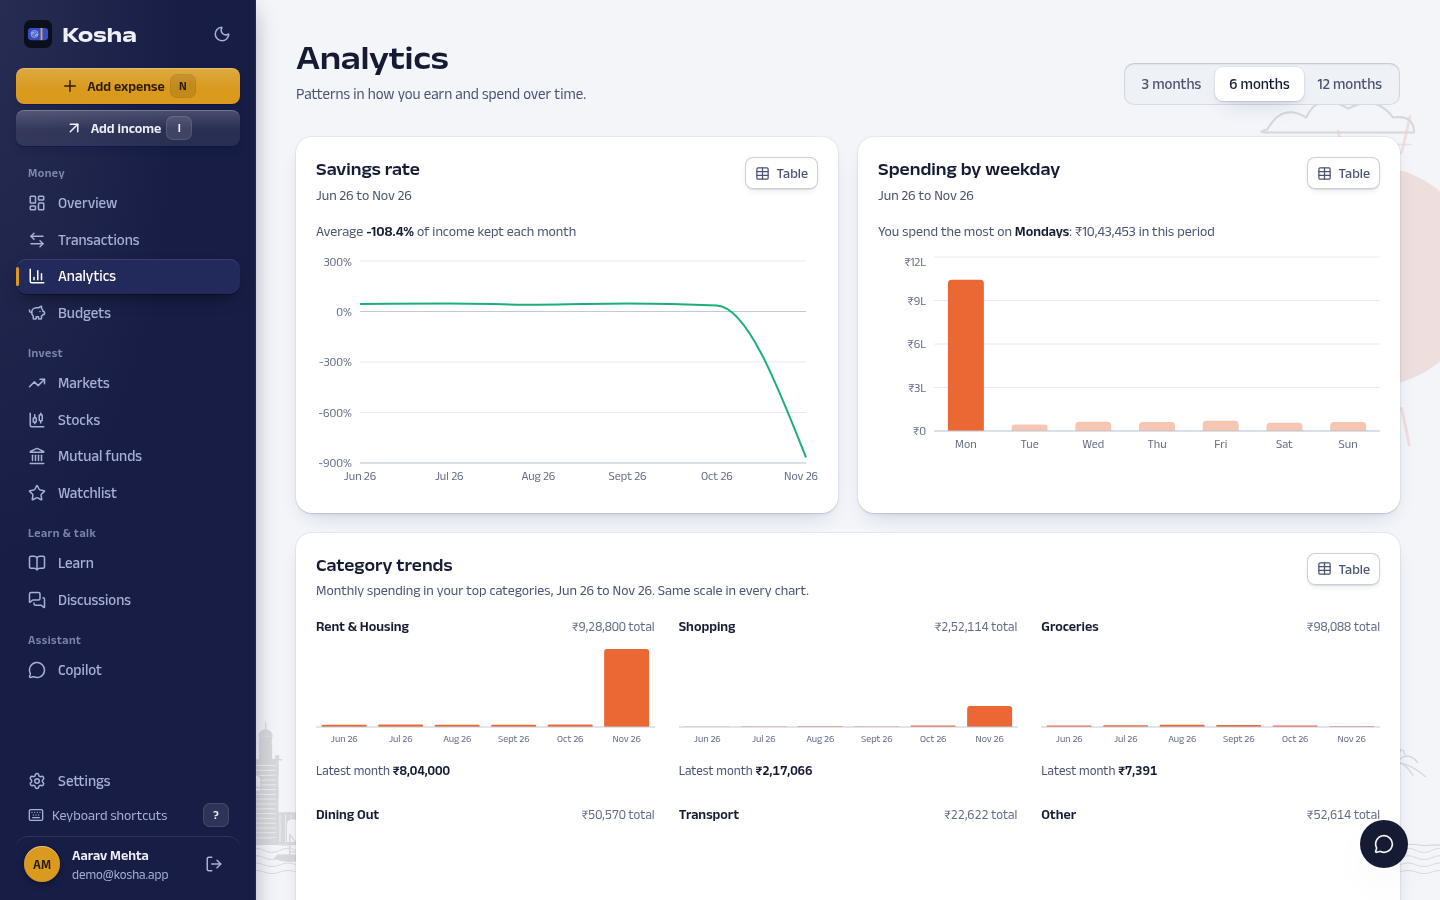 Kosha
Add expense N
Add income I
Money
Overview
Transactions
Analytics
Budgets
Invest
Markets
Stocks
Mutual funds
Watchlist
Learn & talk
Learn
Discussions
Assistant
Copilot
Settings
Keyboard shortcuts ?
AM
Aarav Mehta
demo@kosha.app
Analytics
Patterns in how you earn and spend over time.
3 months 6 months 12 months
Savings rate
Table
Jun 26 to Nov 26
Average -108.4% of income kept each month
300%
0%
-300%
-600%
-900%
Jun 26 Jul 26 Aug 26 Sept 26 Oct 26 Nov 26
Spending by weekday
Table
Jun 26 to Nov 26
You spend the most on Mondays: ₹10,43,453 in this period
₹12L
₹9L
₹6L
₹3L
₹0
Mon Tue Wed Thu Fri Sat Sun
Category trends
Table
Monthly spending in your top categories, Jun 26 to Nov 26. Same scale in every chart.
Rent & Housing ₹9,28,800 total
Jun 26 Jul 26 Aug 26 Sept 26 Oct 26 Nov 26
Latest month ₹8,04,000
Shopping ₹2,52,114 total
Jun 26 Jul 26 Aug 26 Sept 26 Oct 26 Nov 26
Latest month ₹2,17,066
Groceries ₹98,088 total
Jun 26 Jul 26 Aug 26 Sept 26 Oct 26 Nov 26
Latest month ₹7,391
Dining Out ₹50,570 total
Transport ₹22,622 total
Other ₹52,614 total